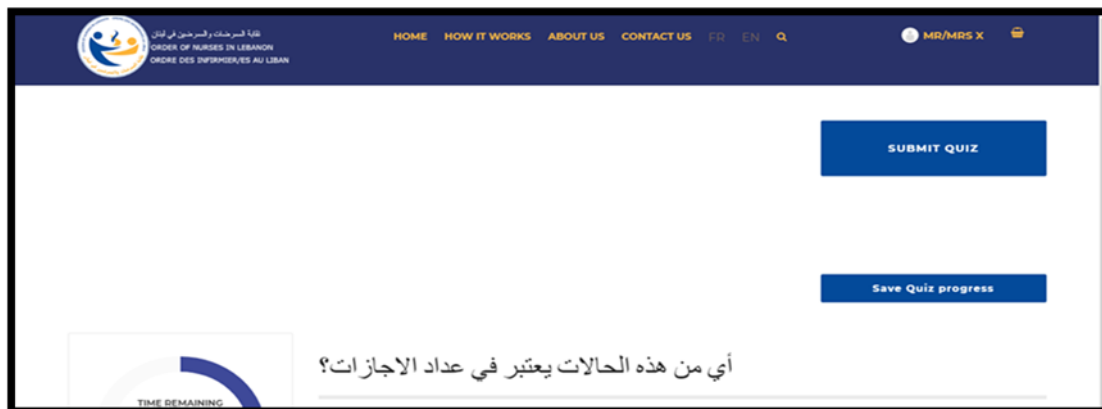 نقابة الممرضات والممرضين في لبنان
ORDER OF NURSES IN LEBANON
ORDRE DES INFIRMIER/ES AU LIBAN
HOME HOW IT WORKS ABOUT US CONTACT US FR EN MR/MRS X
SUBMIT QUIZ
Save Quiz progress
أي من هذه الحالات يعتبر في عداد الاجازات؟
TIME REMAINING